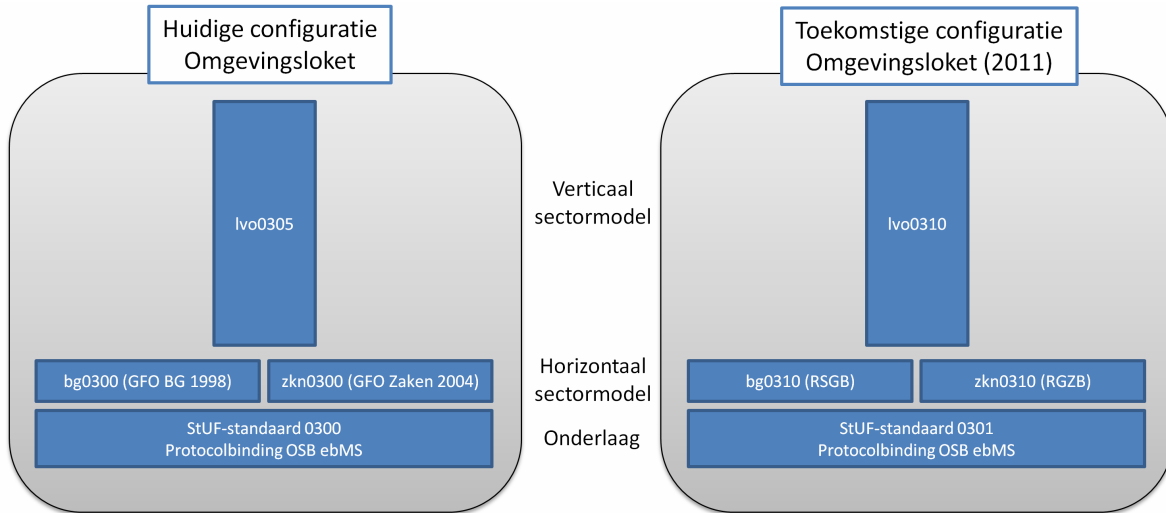 Huidige configuratie
Omgevingsloket
Toekomstige configuratie
Omgevingsloket (2011)
lvo0305
Verticaal
sectormodel
lvo0310
bg0300 (GFO BG 1998)
zkn0300 (GFO Zaken 2004)
Horizontaal
sectormodel
bg0310 (RSGB)
zkn0310 (RGZB)
StUF-standaard 0300
Protocolbinding OSB ebMS
Onderlaag
StUF-standaard 0301
Protocolbinding OSB ebMS